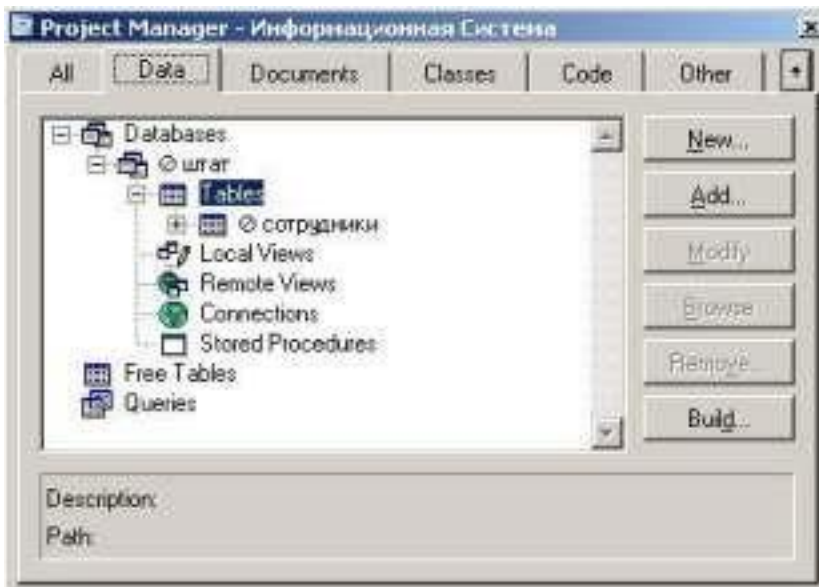 Project Manager - Информационная Система
All Data Documents Classes Code Other
Databases
штат
Tables
сотрудники
Local Views
Remote Views
Connections
Stored Procedures
Free Tables
Queries
New...
Add...
Modify
Browse
Remove...
Build...
Description:
Path: